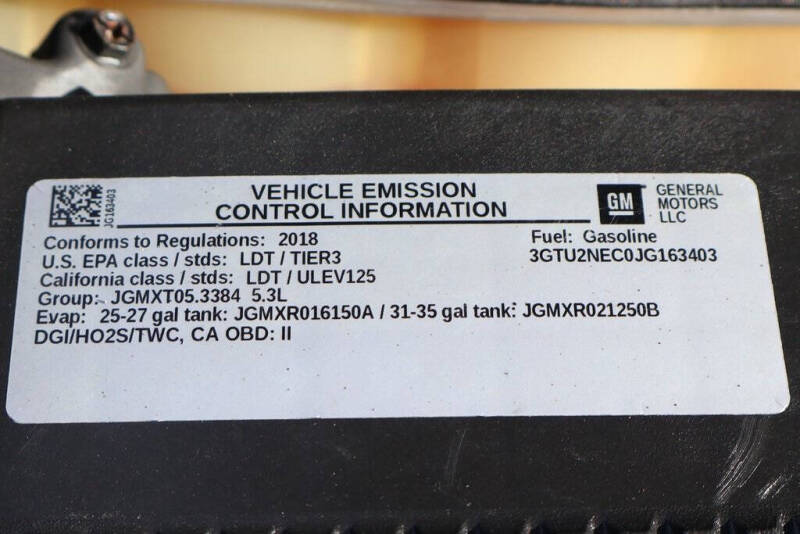 JG163403
VEHICLE EMISSION
CONTROL INFORMATION
GM
GENERAL
MOTORS
LLC
Conforms to Regulations: 2018
Fuel: Gasoline
U.S. EPA class / stds: LDT / TIER3
3GTU2NEC0JG163403
California class / stds: LDT / ULEV125
Group: JGMXT05.3384 5.3L
Evap: 25-27 gal tank: JGMXR016150A / 31-35 gal tank: JGMXR021250B
DGI/HO2S/TWC, CA OBD: II